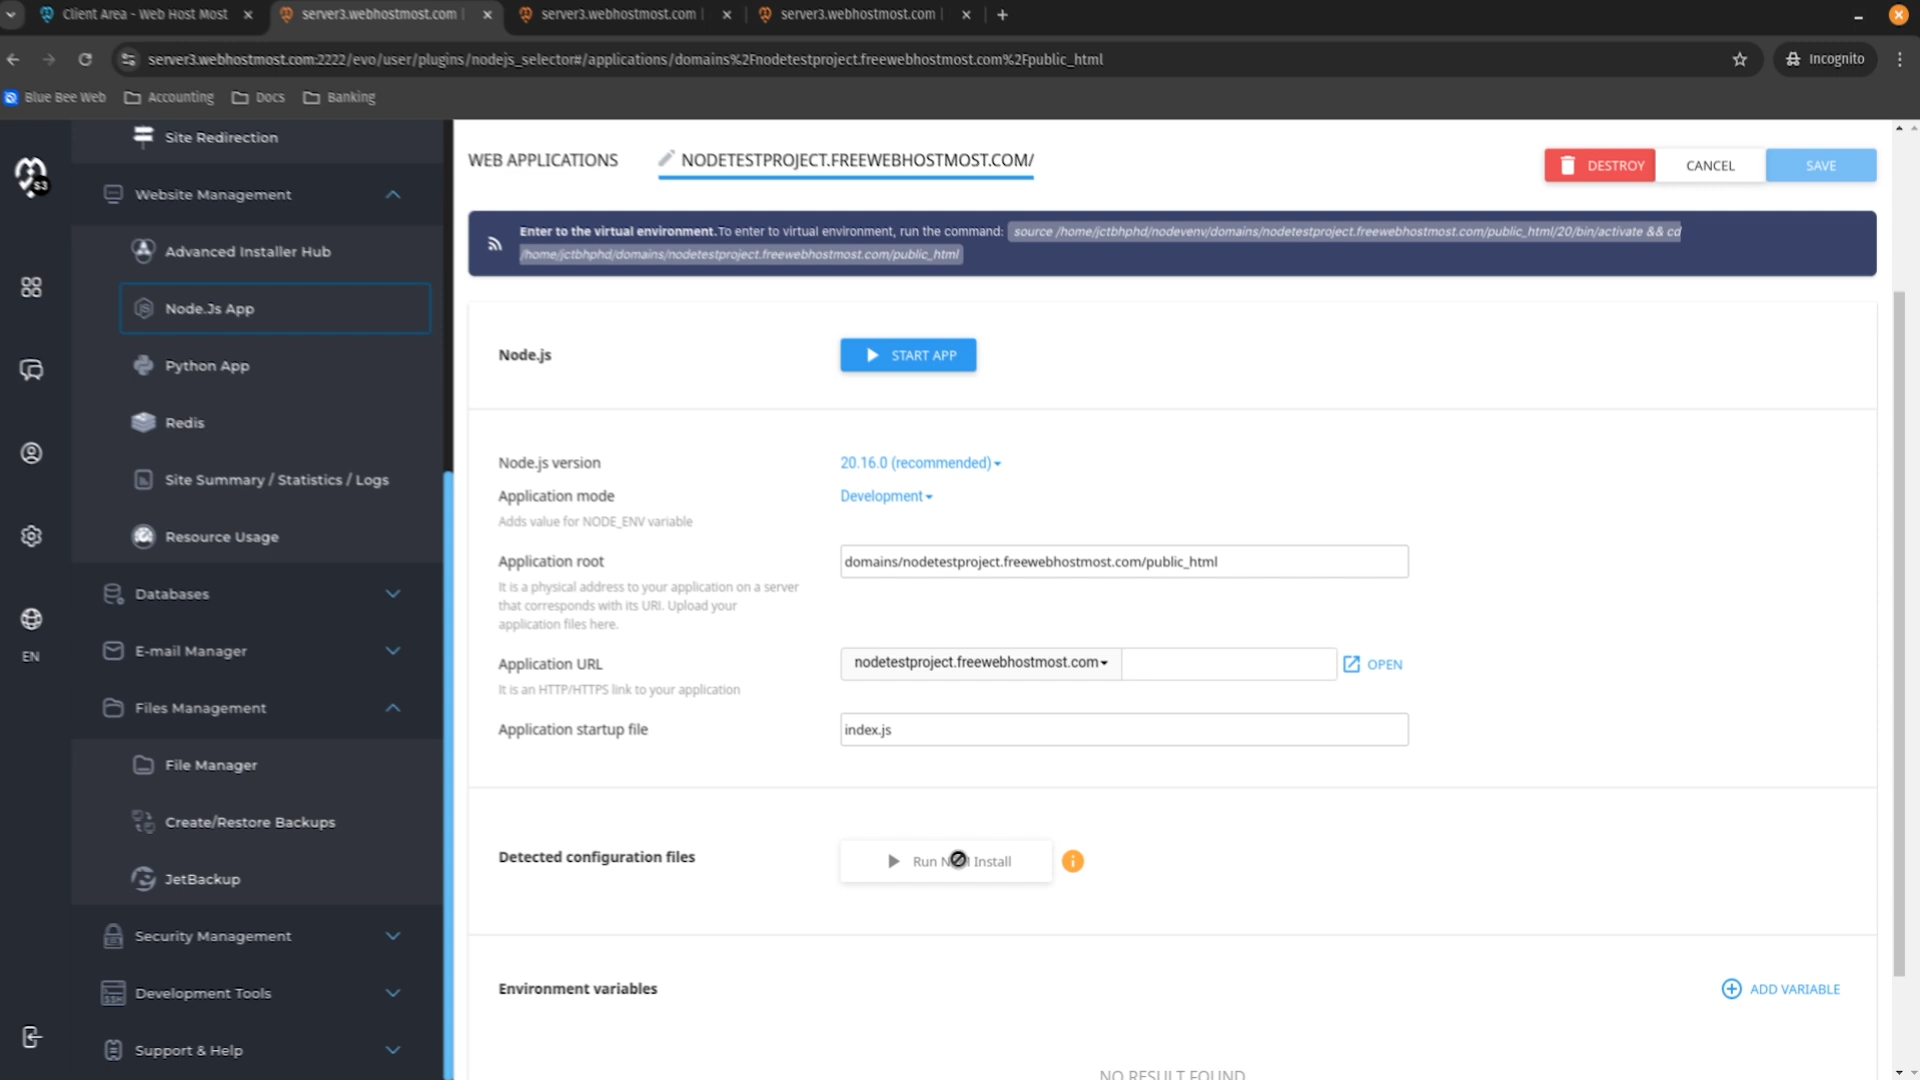 Client Area - Web Host Most
server3.webhostmost.com
server3.webhostmost.com
server3.webhostmost.com
server3.webhostmost.com:2222/evo/user/plugins/nodejs_selector#/applications/domains%2Fnodetestproject.freewebhostmost.com%2Fpublic_html
Incognito
Blue Bee Web
Accounting
Docs
Banking
S3
EN
Site Redirection
Website Management
Advanced Installer Hub
Node.Js App
Python App
Redis
Site Summary / Statistics / Logs
Resource Usage
Databases
E-mail Manager
Files Management
File Manager
Create/Restore Backups
JetBackup
Security Management
Development Tools
Support & Help
WEB APPLICATIONS
NODETESTPROJECT.FREEWEBHOSTMOST.COM/
DESTROY
CANCEL
SAVE
Enter to the virtual environment.To enter to virtual environment, run the command: source /home/jctbhphd/nodevenv/domains/nodetestproject.freewebhostmost.com/public_html/20/bin/activate && cd
/home/jctbhphd/domains/nodetestproject.freewebhostmost.com/public_html
Node.js
START APP
Node.js version
20.16.0 (recommended)
Application mode
Development
Adds value for NODE_ENV variable
Application root
domains/nodetestproject.freewebhostmost.com/public_html
It is a physical address to your application on a server
that corresponds with its URI. Upload your
application files here.
Application URL
nodetestproject.freewebhostmost.com
OPEN
It is an HTTP/HTTPS link to your application
Application startup file
index.js
Detected configuration files
Run Install
Environment variables
ADD VARIABLE
NO RESULT FOUND